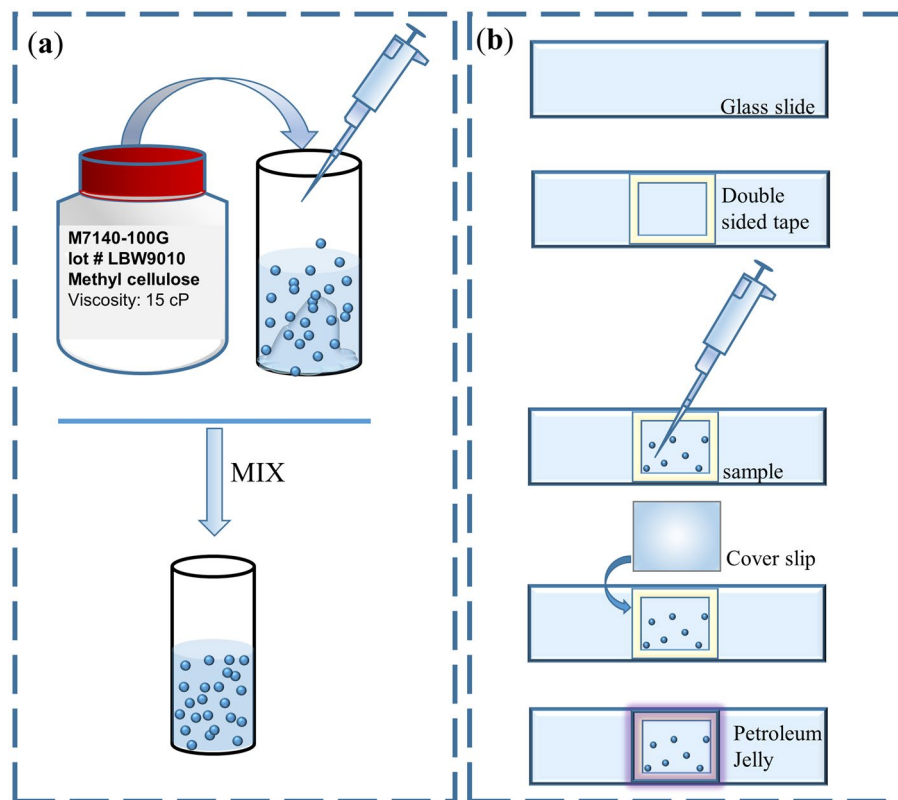 (a)
M7140-100G
lot # LBW9010
Methyl cellulose
Viscosity: 15 cP
MIX
(b)
Glass slide
Double
sided tape
sample
Cover slip
Petroleum
Jelly